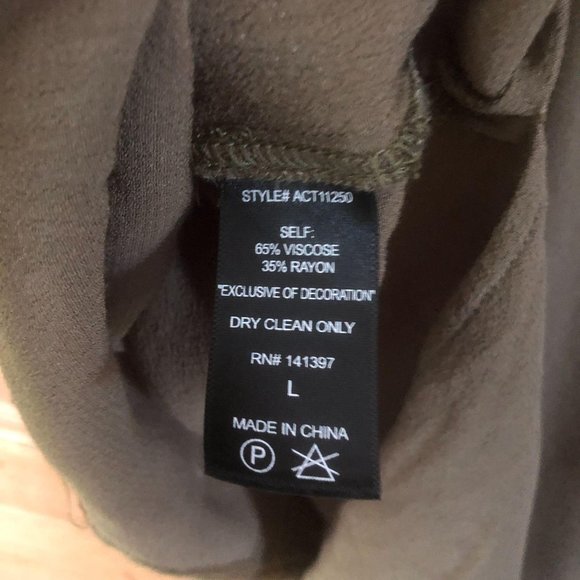 STYLE# ACT11250
SELF:
65% VISCOSE
35% RAYON
"EXCLUSIVE OF DECORATION"
DRY CLEAN ONLY
RN# 141397
L
MADE IN CHINA
P